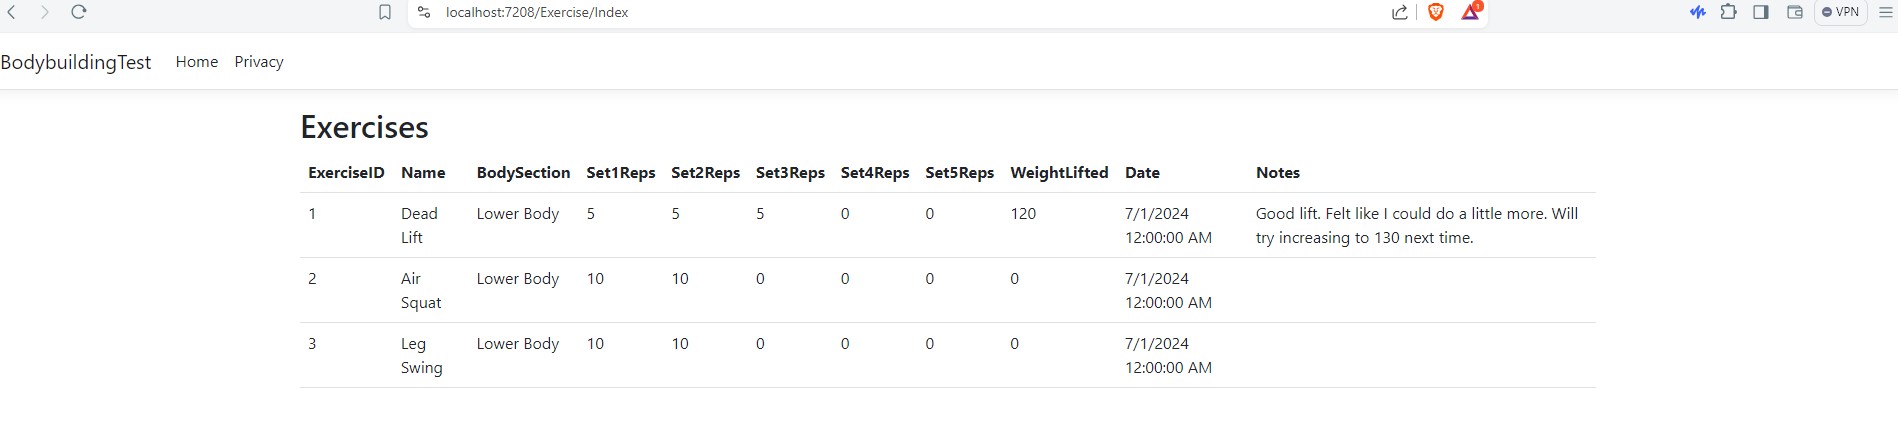 localhost:7208/Exercise/Index
1
VPN
BodybuildingTest Home Privacy
Exercises
ExerciseID Name BodySection Set1Reps Set2Reps Set3Reps Set4Reps Set5Reps WeightLifted Date Notes
1 Dead Lower Body 5 5 5 0 0 120 7/1/2024 Good lift. Felt like I could do a little more. Will
Lift 12:00:00 AM try increasing to 130 next time.
2 Air Lower Body 10 10 0 0 0 0 7/1/2024
Squat 12:00:00 AM
3 Leg Lower Body 10 10 0 0 0 0 7/1/2024
Swing 12:00:00 AM